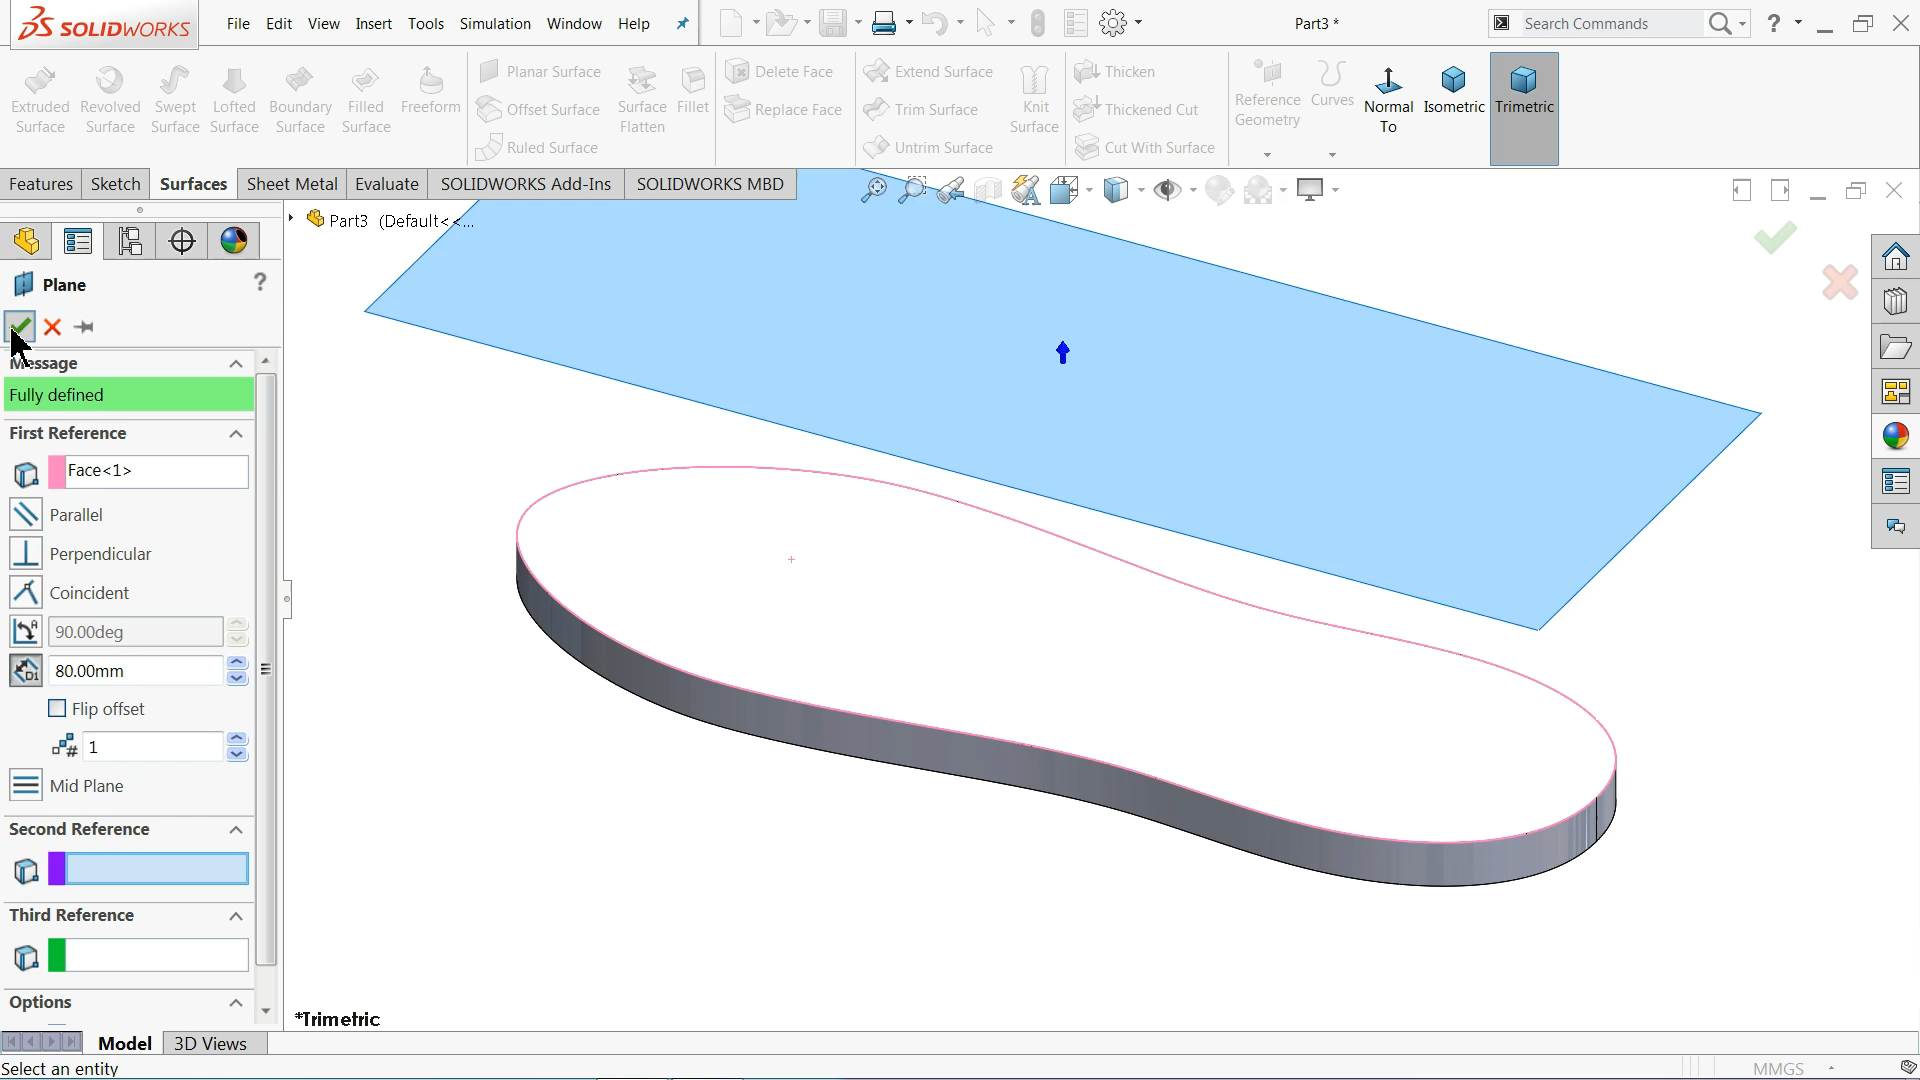 SOLIDWORKS
File Edit View Insert Tools Simulation Window Help
Part3 *
Search Commands
?
Extruded Surface
Revolved Surface
Swept Surface
Lofted Surface
Boundary Surface
Filled Surface
Freeform
Planar Surface
Offset Surface
Ruled Surface
Surface Flatten
Fillet
Delete Face
Replace Face
Extend Surface
Trim Surface
Untrim Surface
Knit Surface
Thicken
Thickened Cut
Cut With Surface
Reference Geometry
Curves
Normal To
Isometric
Trimetric
Features Sketch Surfaces Sheet Metal Evaluate SOLIDWORKS Add-Ins SOLIDWORKS MBD
Part3 (Default<<...
Plane ?
Message
Fully defined
First Reference
Face<1>
Parallel
Perpendicular
Coincident
90.00deg
80.00mm
Flip offset
# 1
Mid Plane
Second Reference
Third Reference
Options
*Trimetric
Model 3D Views
Select an entity MMGS